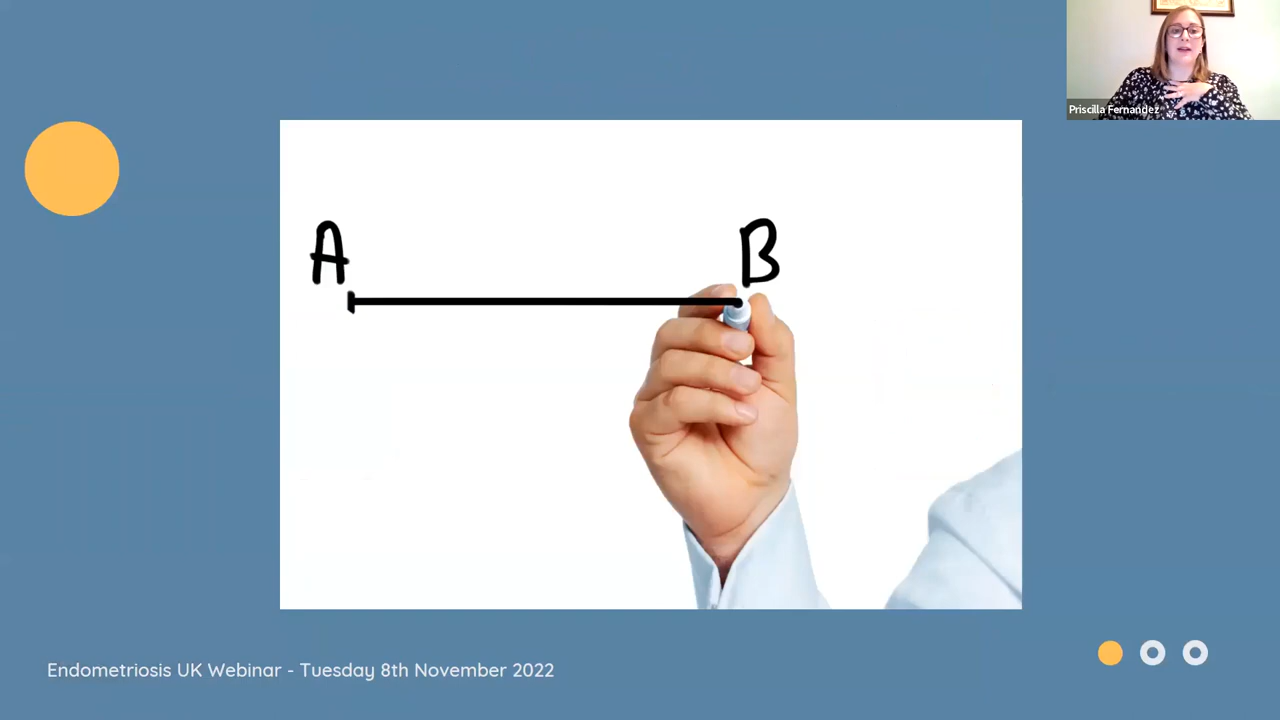 Priscilla Fernandez
A
B
Endometriosis UK Webinar - Tuesday 8th November 2022